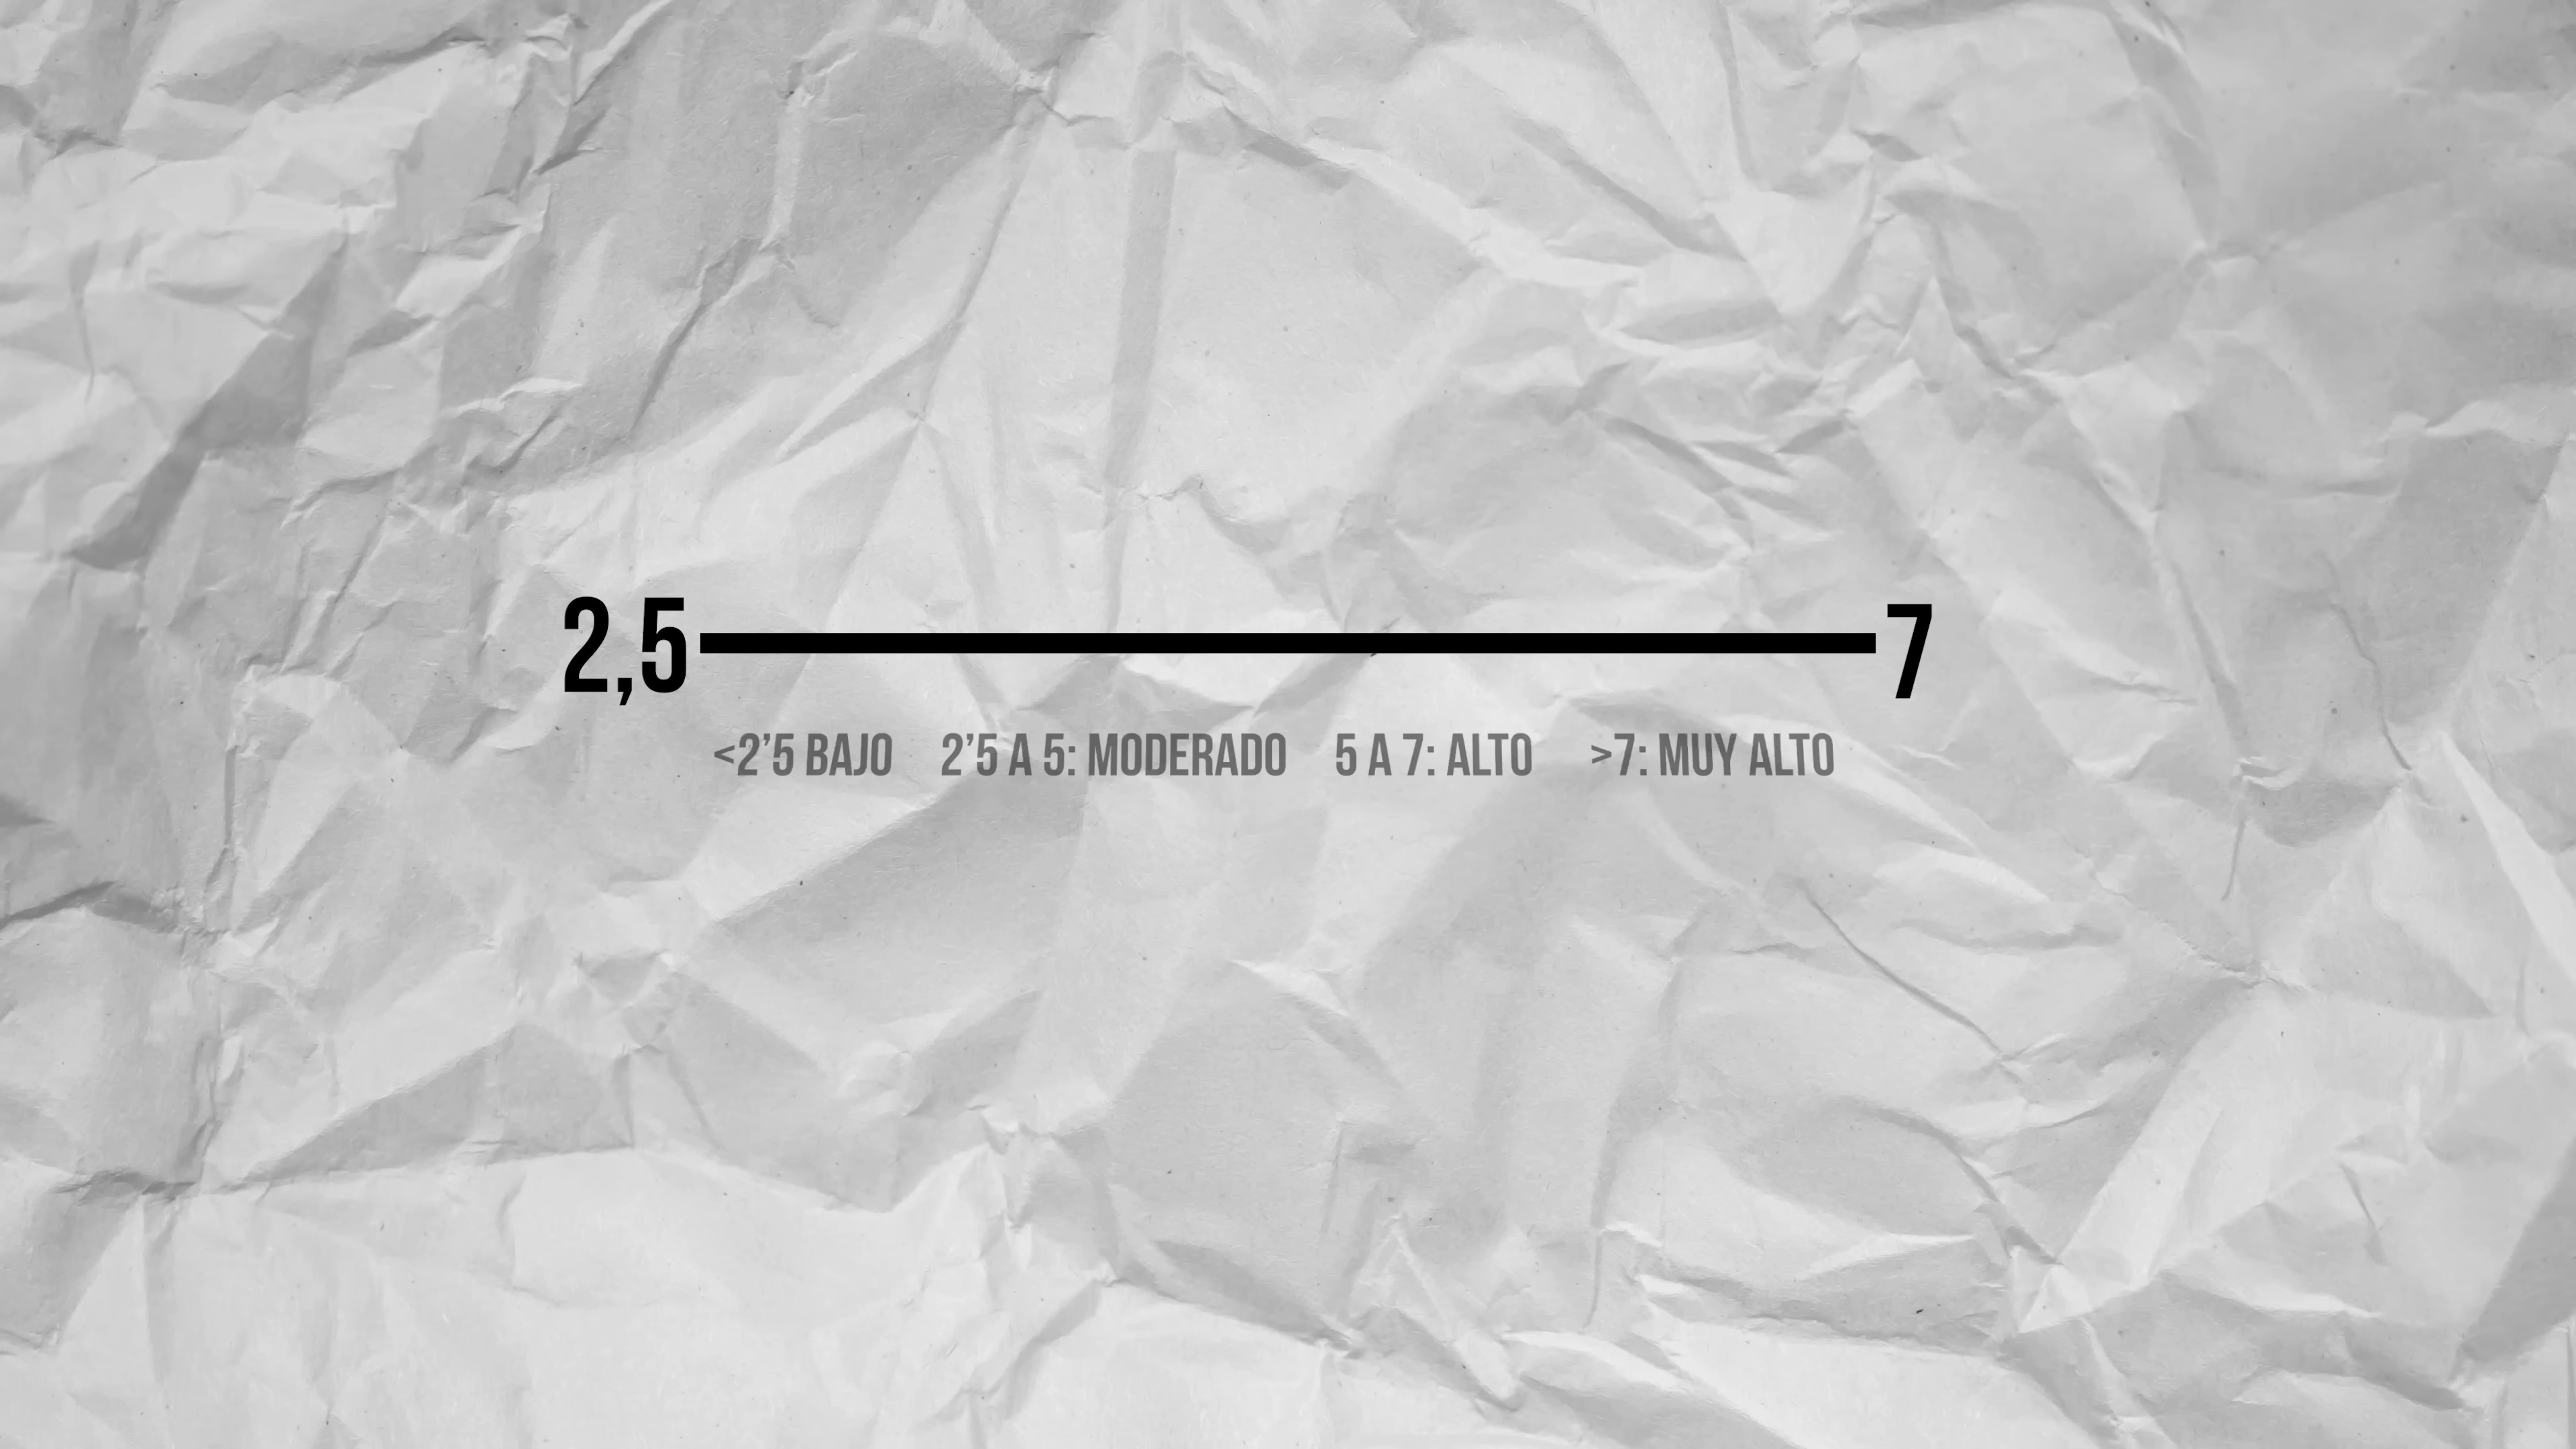 2,5 7
<2’5 BAJO 2’5 A 5: MODERADO 5 A 7: ALTO >7: MUY ALTO